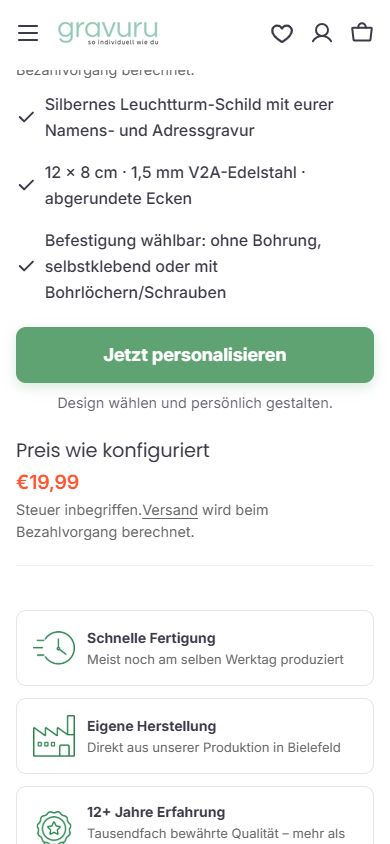 gravuru
so individuell wie du
Bezahlvorgang berechnet.
Silbernes Leuchtturm-Schild mit eurer
Namens- und Adressgravur
12 × 8 cm · 1,5 mm V2A-Edelstahl ·
abgerundete Ecken
Befestigung wählbar: ohne Bohrung,
selbstklebend oder mit
Bohrlöchern/Schrauben
Jetzt personalisieren
Design wählen und persönlich gestalten.
Preis wie konfiguriert
€19,99
Steuer inbegriffen.Versand wird beim
Bezahlvorgang berechnet.
Schnelle Fertigung
Meist noch am selben Werktag produziert
Eigene Herstellung
Direkt aus unserer Produktion in Bielefeld
12+ Jahre Erfahrung
Tausendfach bewährte Qualität – mehr als